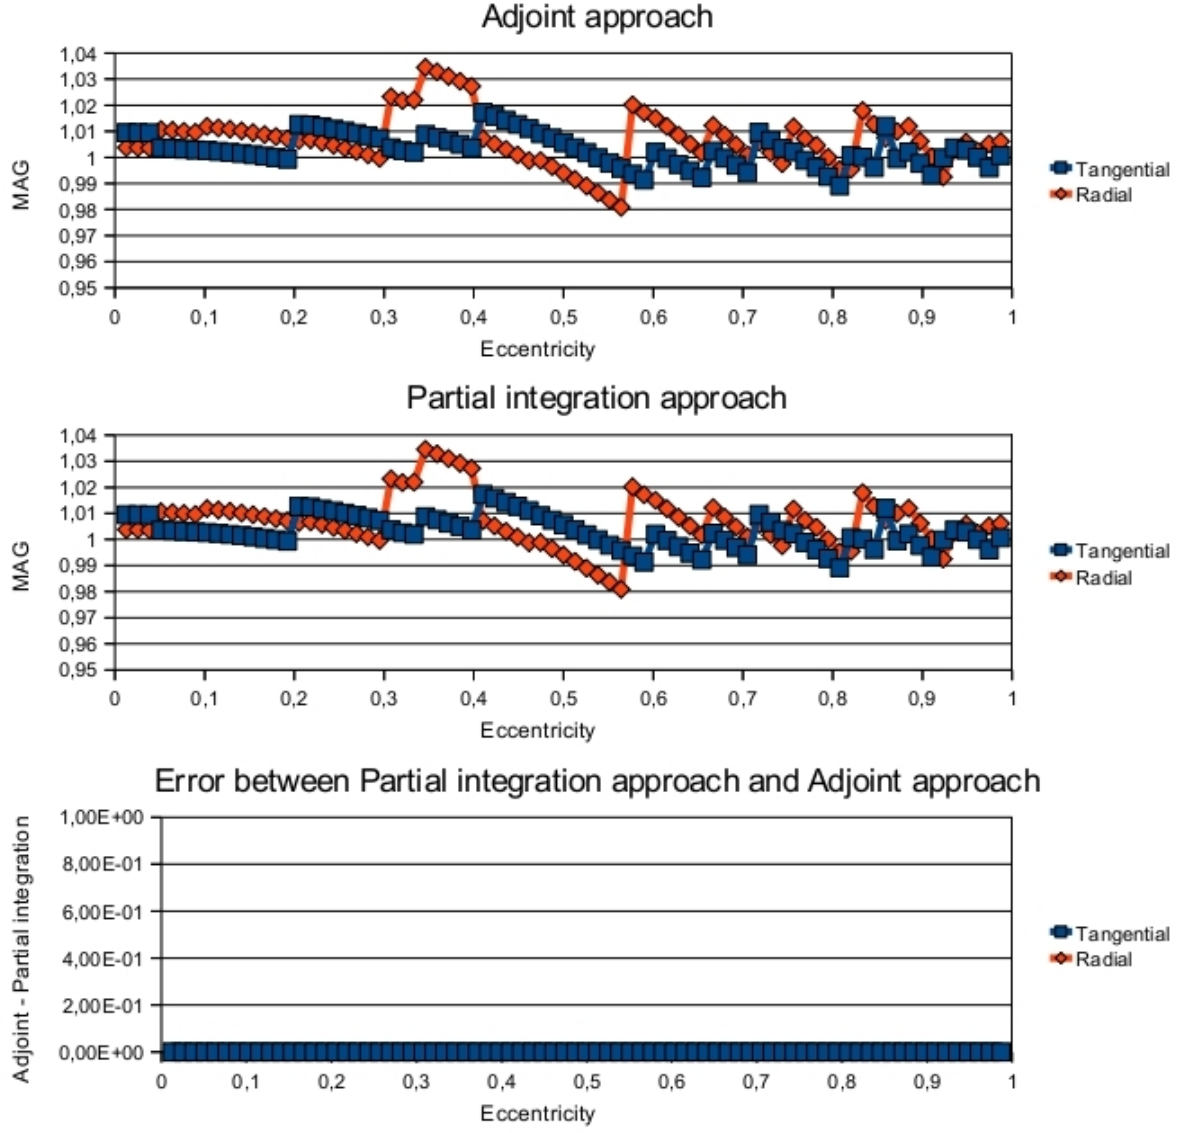 Adjoint approach
1,04
1,03
1,02
1,01
1
0,99
0,98
0,97
0,96
0,95
MAG
0 0,1 0,2 0,3 0,4 0,5 0,6 0,7 0,8 0,9 1
Eccentricity
Tangential
Radial
Partial integration approach
1,04
1,03
1,02
1,01
1
0,99
0,98
0,97
0,96
0,95
MAG
0 0,1 0,2 0,3 0,4 0,5 0,6 0,7 0,8 0,9 1
Eccentricity
Tangential
Radial
Error between Partial integration approach and Adjoint approach
1,00E+00
8,00E-01
6,00E-01
4,00E-01
2,00E-01
0,00E+00
Adjoint - Partial integration
0 0,1 0,2 0,3 0,4 0,5 0,6 0,7 0,8 0,9 1
Eccentricity
Tangential
Radial